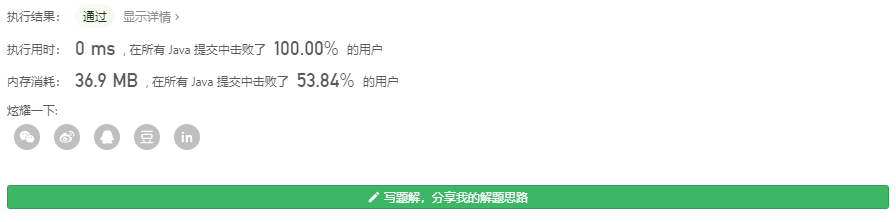 执行结果： 通过 显示详情 ›
执行用时： 0 ms , 在所有 Java 提交中击败了 100.00% 的用户
内存消耗： 36.9 MB , 在所有 Java 提交中击败了 53.84% 的用户
炫耀一下:
豆 in
写题解，分享我的解题思路